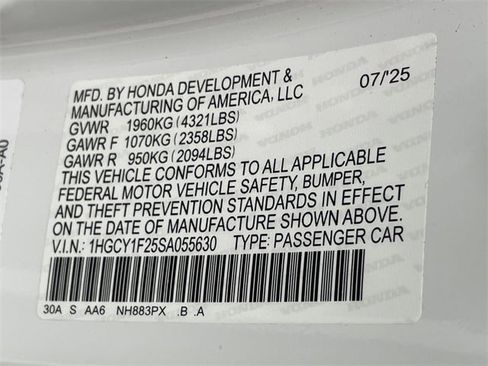 MFD. BY HONDA DEVELOPMENT & 07/'25
MANUFACTURING OF AMERICA, LLC
GVWR 1960KG (4321LBS)
GAWR F 1070KG (2358LBS)
GAWR R 950KG (2094LBS)
THIS VEHICLE CONFORMS TO ALL APPLICABLE
FEDERAL MOTOR VEHICLE SAFETY, BUMPER,
AND THEFT PREVENTION STANDARDS IN EFFECT
ON THE DATE OF MANUFACTURE SHOWN ABOVE.
V.I.N.: 1HGCY1F25SA055630 TYPE: PASSENGER CAR
30A S AA6 NH883PX .B .A